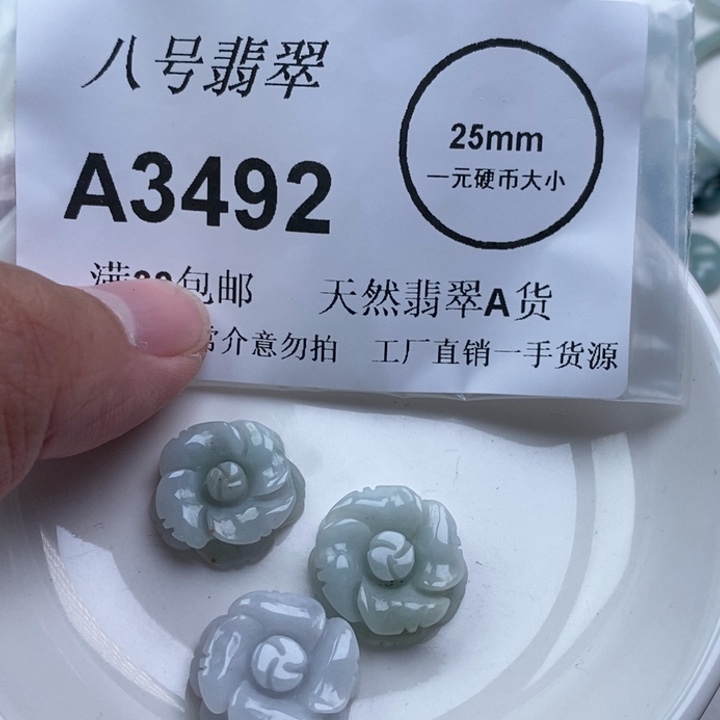 八号翡翠
25mm
一元硬币大小
A3492
满 包邮
天然翡翠A货
介意勿拍 工厂直销一手货源